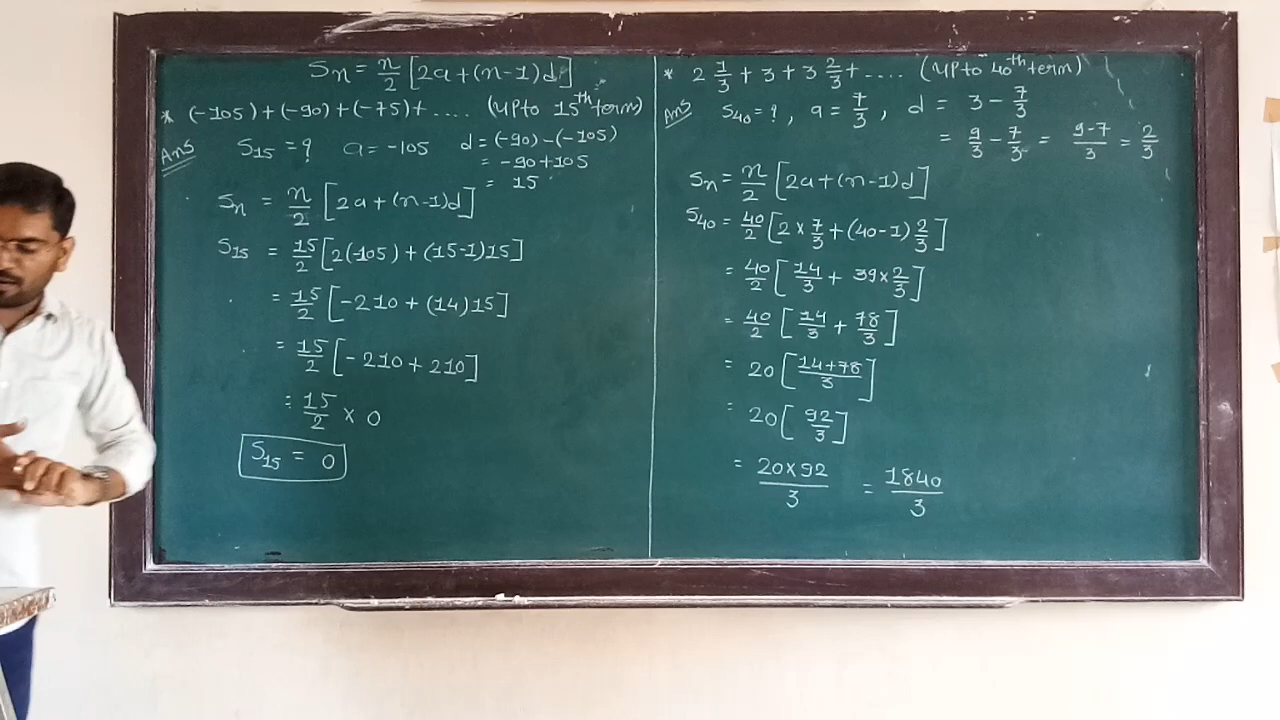 Sn = n/2 [2a+(n-1)d]
* (-105)+(-90)+(-75)+.... (UP to 15th term)
Ans S15 = ? a = -105 d = (-90)-(-105)
= -90+105
= 15
Sn = n/2 [2a+(n-1)d]
S15 = 15/2 [2(-105)+(15-1)15]
= 15/2 [-210+(14)15]
= 15/2 [-210+210]
= 15/2 × 0
S15 = 0
* 2 1/3 + 3 + 3 2/3 + .... (UP to 40th term)
Ans S40 = ?, a = 7/3, d = 3 - 7/3
= 9/3 - 7/3 = 9-7/3 = 2/3
Sn = n/2 [2a+(n-1)d]
S40 = 40/2 [2 × 7/3 + (40-1) 2/3]
= 40/2 [14/3 + 39×2/3]
= 40/2 [14/3 + 78/3]
= 20 [14+78/3]
= 20 [92/3]
= 20×92/3 = 1840/3